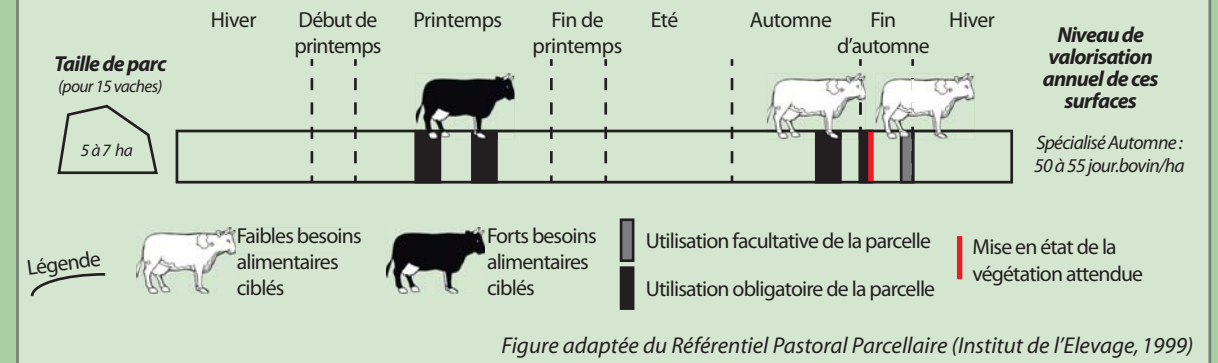 Hiver
Début de
printemps
Printemps
Fin de
printemps
Eté
Automne
Fin
d'automne
Hiver
Taille de parc
(pour 15 vaches)
5 à 7 ha
Niveau de
valorisation
annuel de ces
surfaces
Spécialisé Automne :
50 à 55 jour.bovin/ha
Légende
Faibles besoins
alimentaires
ciblés
Forts besoins
alimentaires
ciblés
Utilisation facultative de la parcelle
Utilisation obligatoire de la parcelle
Mise en état de la
végétation attendue
Figure adaptée du Référentiel Pastoral Parcellaire (Institut de l'Elevage, 1999)